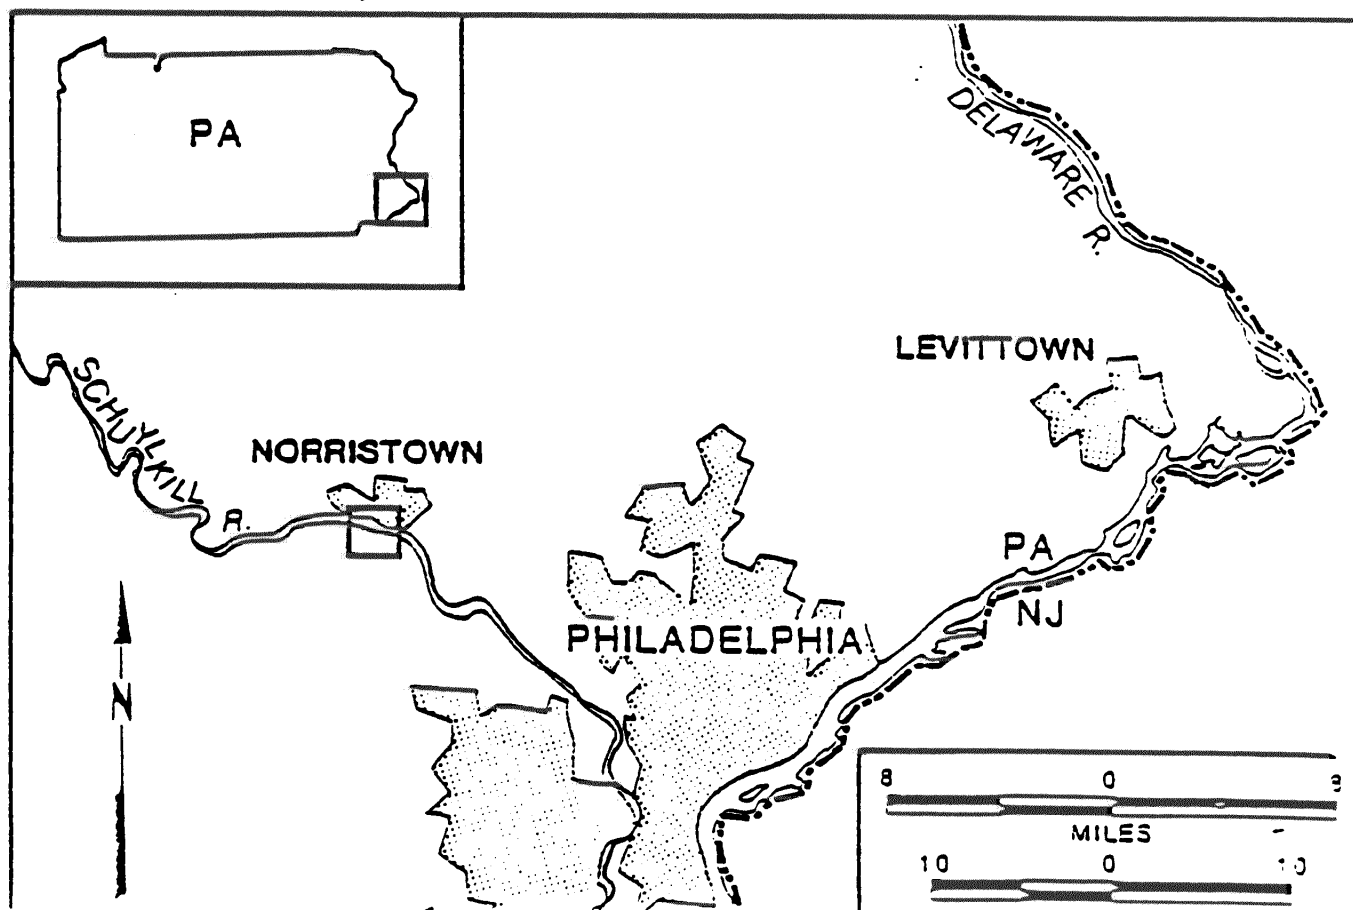 PA
DELAWARE R.
LEVITTOWN
SCHUYLKILL R.
NORRISTOWN
PA
NJ
PHILADELPHIA
N
8 0
MILES
10 0 10